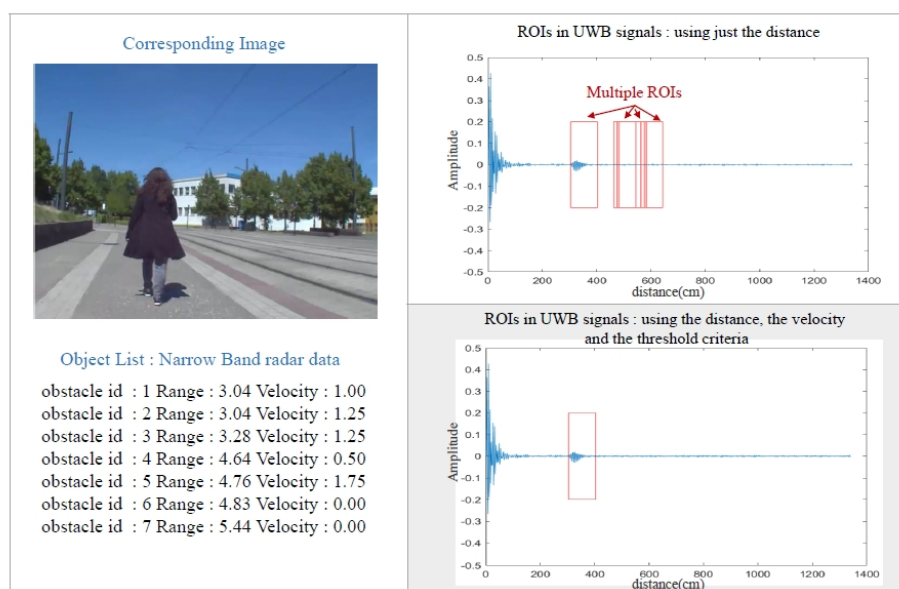 Corresponding Image
Object List : Narrow Band radar data
obstacle id : 1 Range : 3.04 Velocity : 1.00
obstacle id : 2 Range : 3.04 Velocity : 1.25
obstacle id : 3 Range : 3.28 Velocity : 1.25
obstacle id : 4 Range : 4.64 Velocity : 0.50
obstacle id : 5 Range : 4.76 Velocity : 1.75
obstacle id : 6 Range : 4.83 Velocity : 0.00
obstacle id : 7 Range : 5.44 Velocity : 0.00
ROIs in UWB signals : using just the distance
Multiple ROIs
Amplitude
0.5
0.4
0.3
0.2
0.1
0
-0.1
-0.2
-0.3
-0.4
-0.5
0 200 400 600 800 1000 1200 1400
distance(cm)
ROIs in UWB signals : using the distance, the velocity
and the threshold criteria
Amplitude
0.5
0.4
0.3
0.2
0.1
0
-0.1
-0.2
-0.3
-0.4
-0.5
0 200 400 600 800 1000 1200 1400
distance(cm)